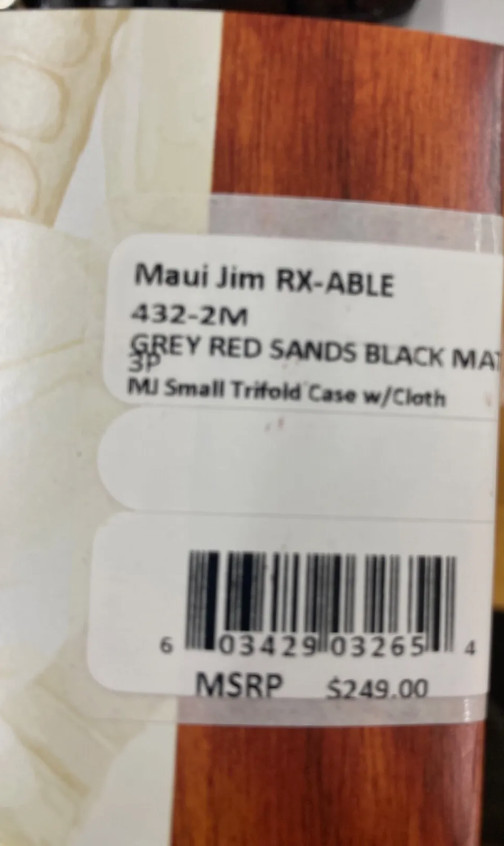 Maui Jim RX-ABLE
432-2M
GREY RED SANDS BLACK MAT
3P
MJ Small Trifold Case w/Cloth
6 03429 03265 4
MSRP $249.00